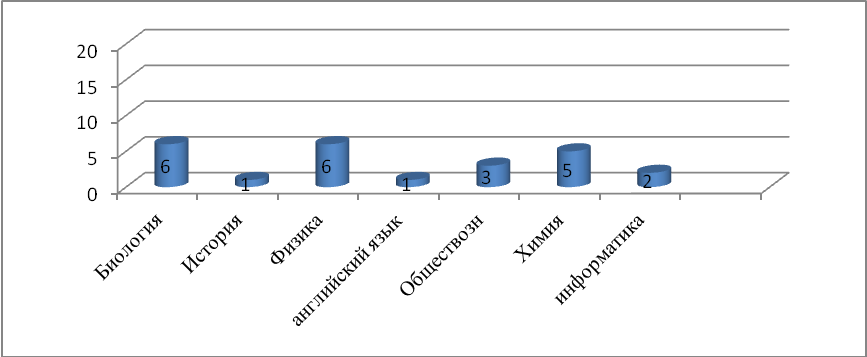 20
15
10
5
0
6
1
6
1
3
5
2
Биология
История
Физика
английский язык
Обществозн
Химия
информатика